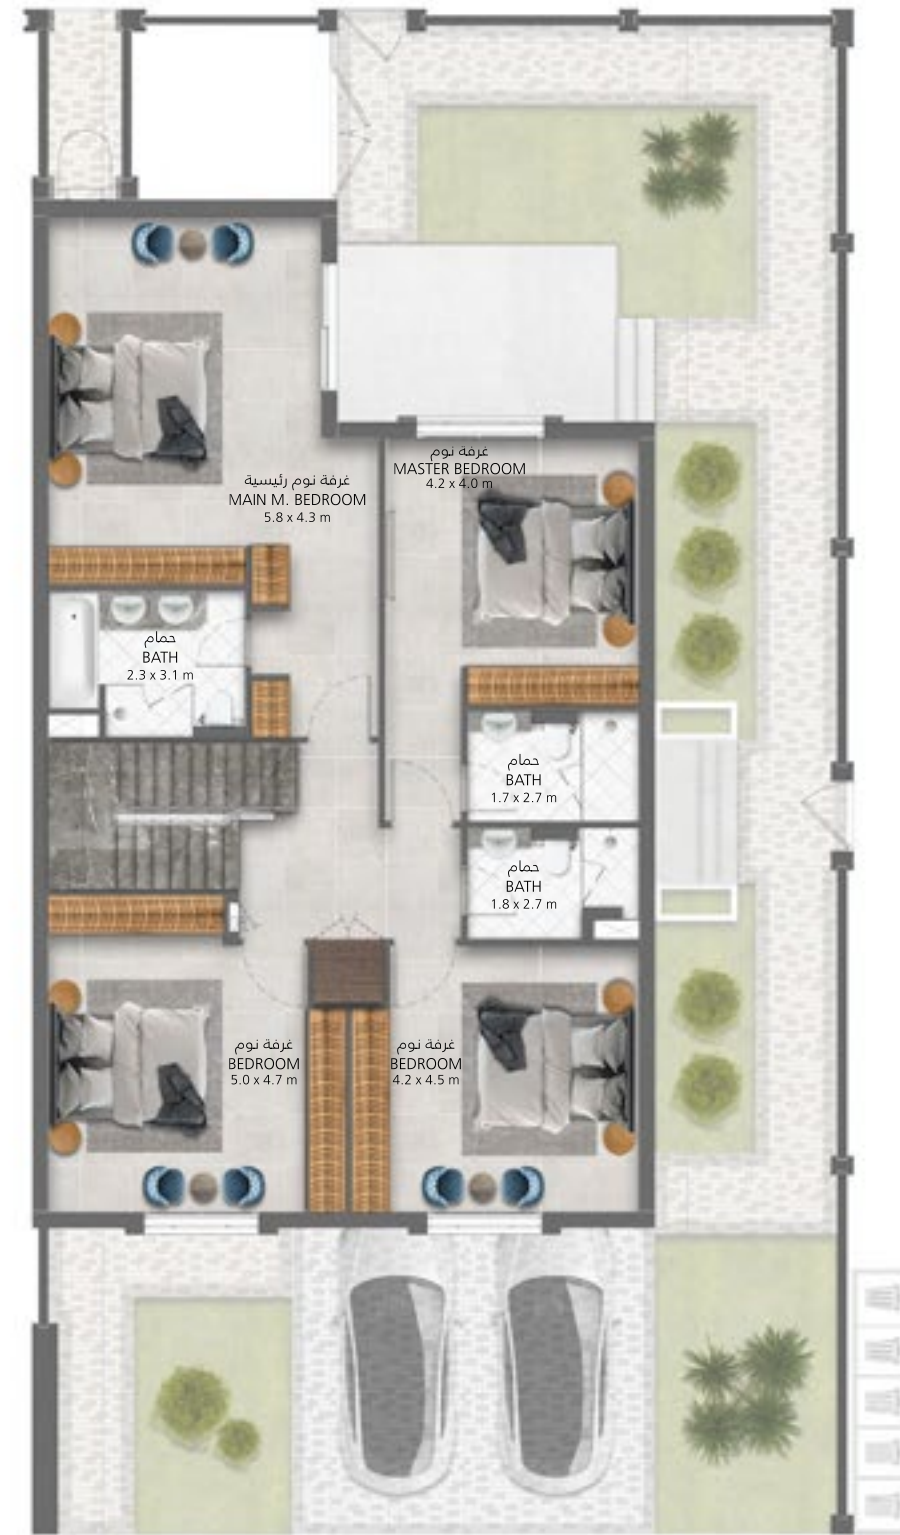 غرفة نوم
MASTER BEDROOM
4.2 x 4.0 m
غرفة نوم رئيسية
MAIN M. BEDROOM
5.8 x 4.3 m
حمام
BATH
2.3 x 3.1 m
حمام
BATH
1.7 x 2.7 m
حمام
BATH
1.8 x 2.7 m
غرفة نوم
BEDROOM
5.0 x 4.7 m
غرفة نوم
BEDROOM
4.2 x 4.5 m